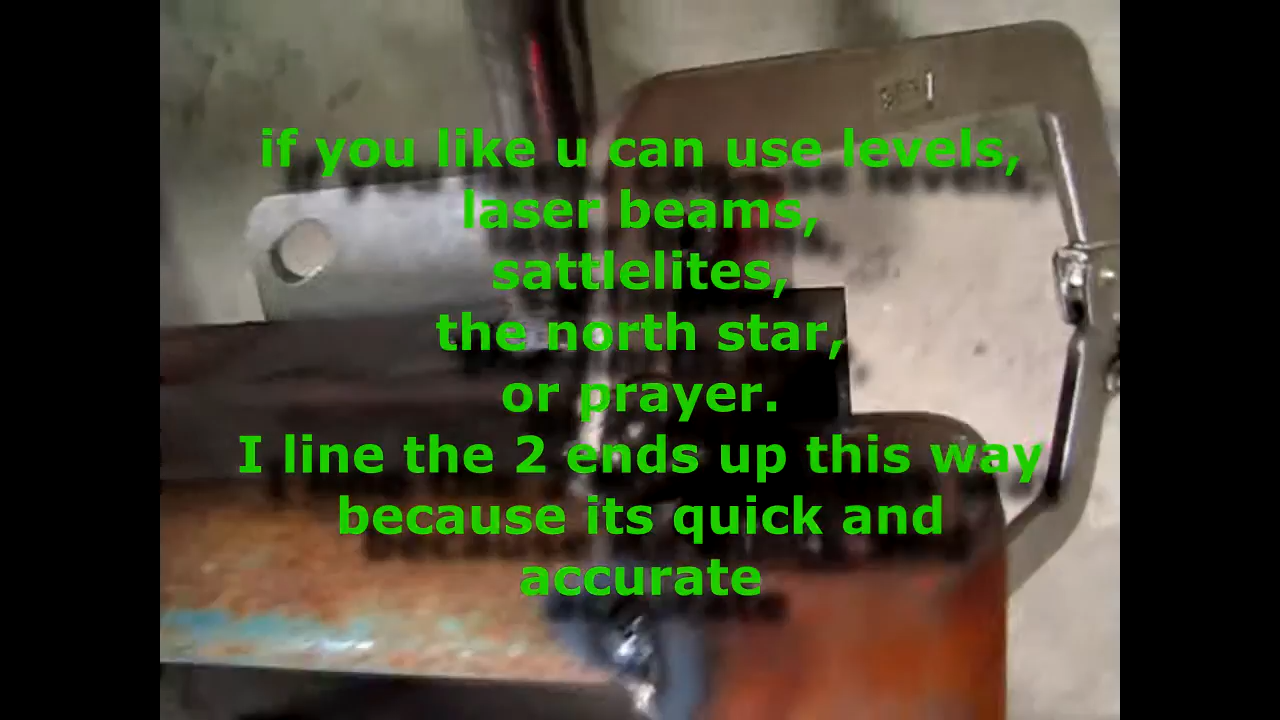 if you like u can use levels,
laser beams,
sattlelites,
the north star,
or prayer.
I line the 2 ends up this way
because its quick and
accurate